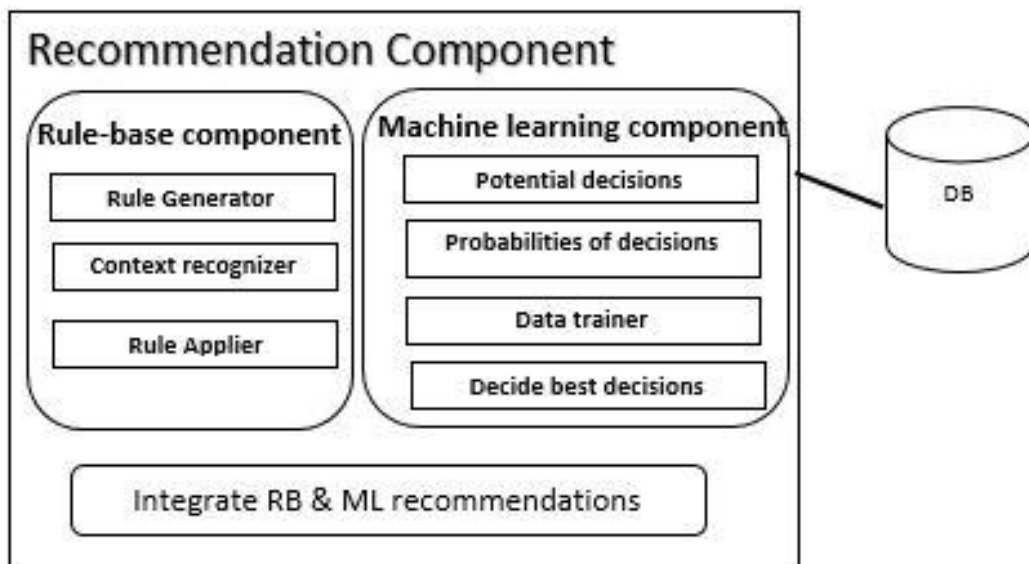 Recommendation Component
Rule-base component
Rule Generator
Context recognizer
Rule Applier
Machine learning component
Potential decisions
Probabilities of decisions
Data trainer
Decide best decisions
Integrate RB & ML recommendations
DB